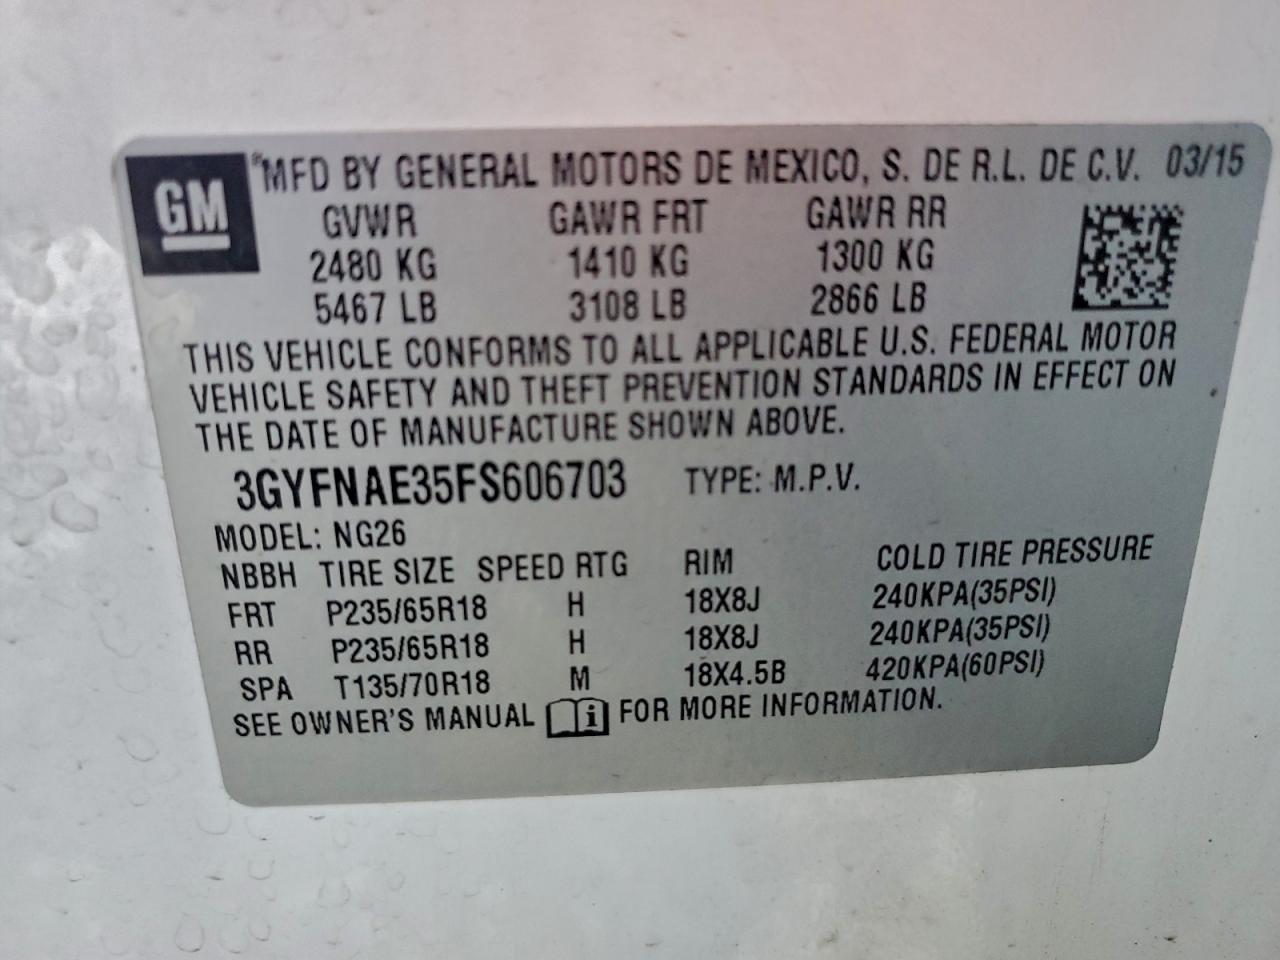 GM
MFD BY GENERAL MOTORS DE MEXICO, S. DE R.L. DE C.V. 03/15
GVWR GAWR FRT GAWR RR
2480 KG 1410 KG 1300 KG
5467 LB 3108 LB 2866 LB
THIS VEHICLE CONFORMS TO ALL APPLICABLE U.S. FEDERAL MOTOR
VEHICLE SAFETY AND THEFT PREVENTION STANDARDS IN EFFECT ON
THE DATE OF MANUFACTURE SHOWN ABOVE.
3GYFNAE35FS606703 TYPE: M.P.V.
MODEL: NG26
NBBH TIRE SIZE SPEED RTG RIM COLD TIRE PRESSURE
FRT P235/65R18 H 18X8J 240KPA(35PSI)
RR P235/65R18 H 18X8J 240KPA(35PSI)
SPA T135/70R18 M 18X4.5B 420KPA(60PSI)
SEE OWNER'S MANUAL i FOR MORE INFORMATION.